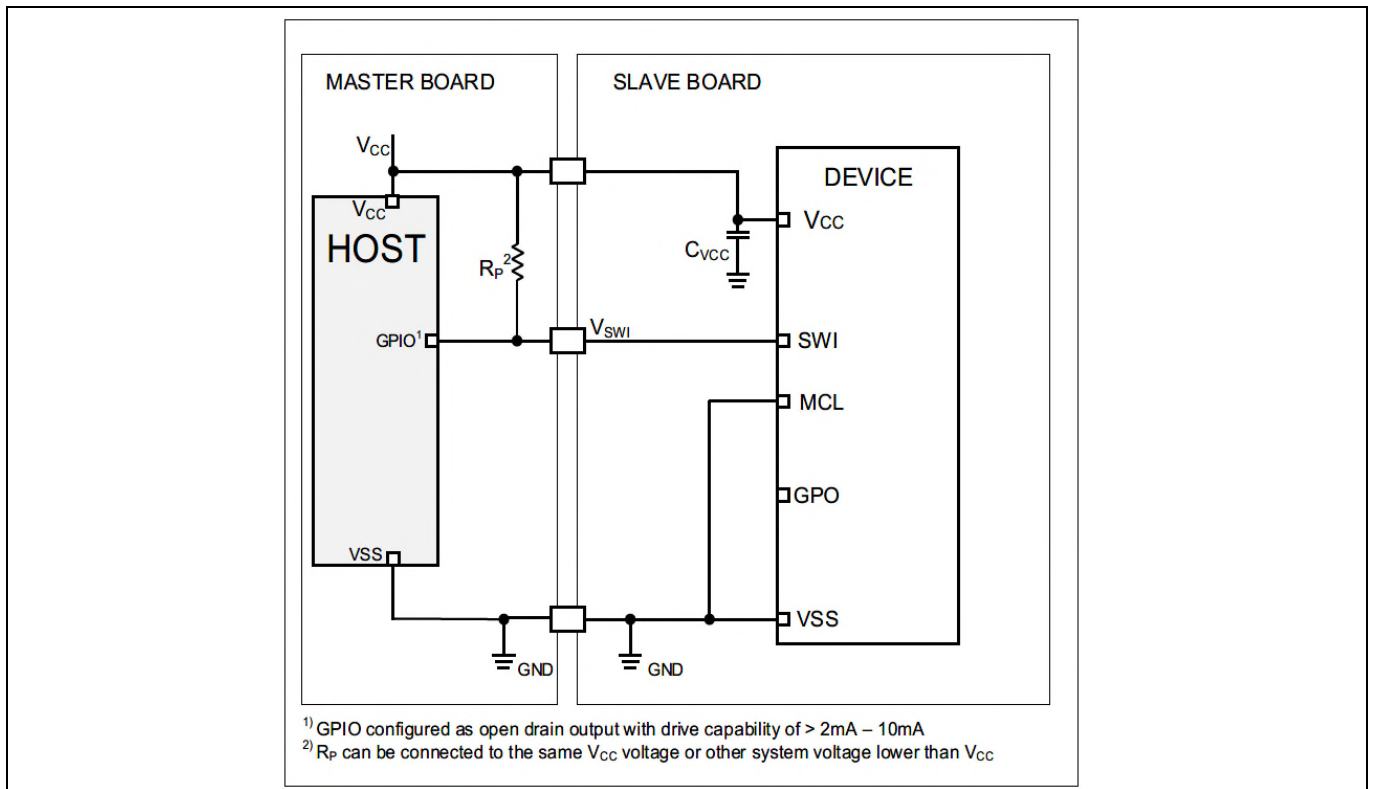 MASTER BOARD
SLAVE BOARD
VCC
VCC
HOST
RP2
GPIO1
VSS
GND
VSWI
CVCC
DEVICE
VCC
SWI
MCL
GPO
VSS
GND
1) GPIO configured as open drain output with drive capability of > 2mA – 10mA
2) RP can be connected to the same VCC voltage or other system voltage lower than VCC